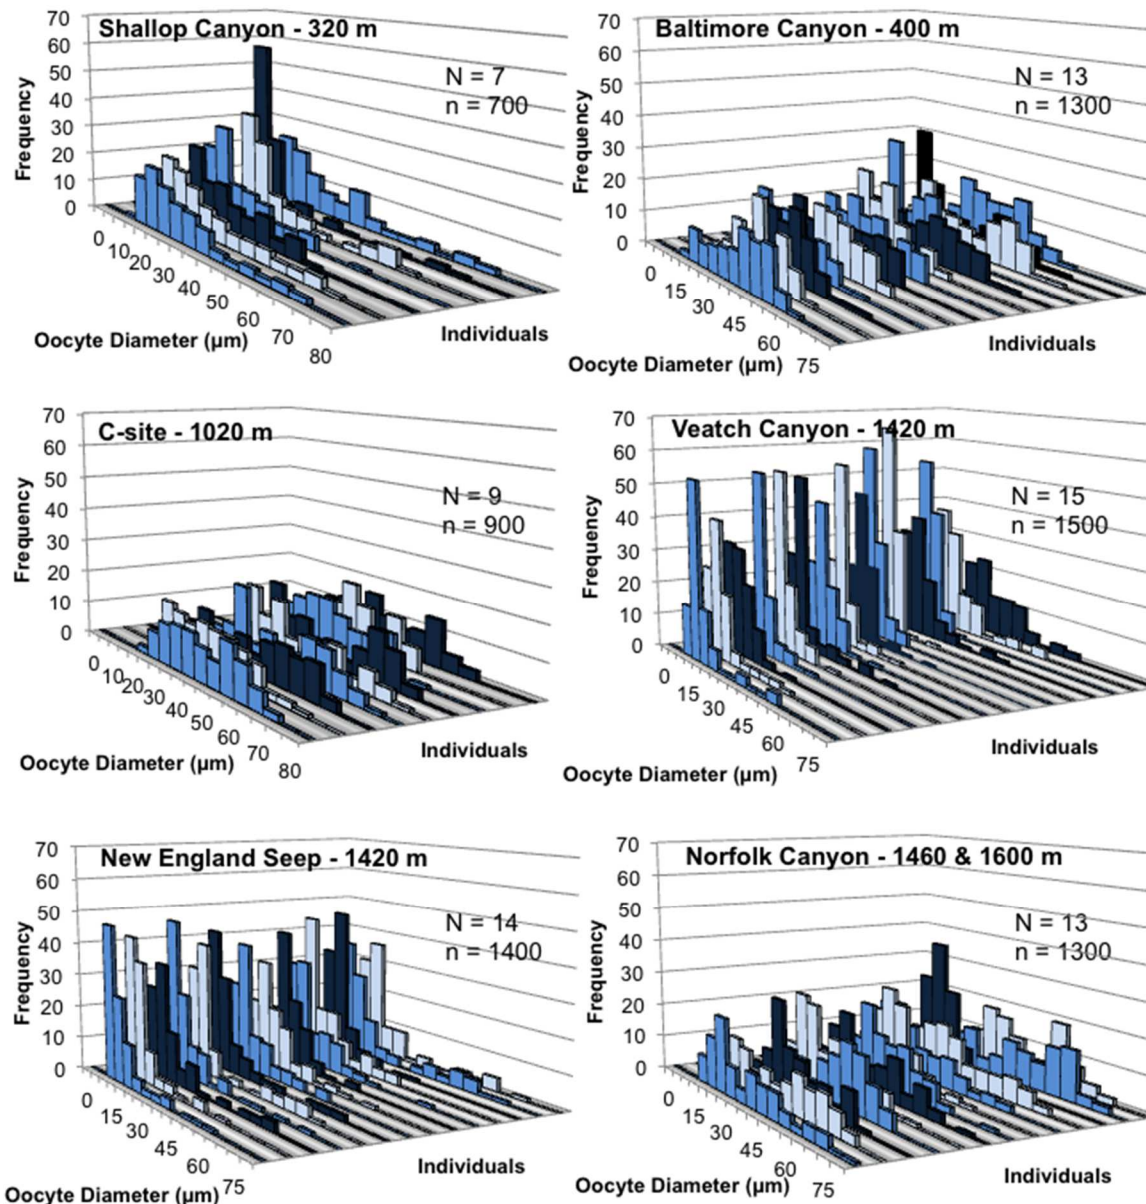 Shallop Canyon - 320 m
N = 7
n = 700
Frequency
70
60
50
40
30
20
10
0
0
10
20
30
40
50
60
70
80
Oocyte Diameter (µm)
Individuals
Baltimore Canyon - 400 m
N = 13
n = 1300
Frequency
70
60
50
40
30
20
10
0
0
15
30
45
60
75
Oocyte Diameter (µm)
Individuals
C-site - 1020 m
N = 9
n = 900
Frequency
70
60
50
40
30
20
10
0
0
10
20
30
40
50
60
70
80
Oocyte Diameter (µm)
Individuals
Veatch Canyon - 1420 m
N = 15
n = 1500
Frequency
70
60
50
40
30
20
10
0
0
15
30
45
60
75
Oocyte Diameter (µm)
Individuals
New England Seep - 1420 m
N = 14
n = 1400
Frequency
70
60
50
40
30
20
10
0
0
15
30
45
60
75
Oocyte Diameter (µm)
Individuals
Norfolk Canyon - 1460 & 1600 m
N = 13
n = 1300
Frequency
70
60
50
40
30
20
10
0
0
15
30
45
60
75
Oocyte Diameter (µm)
Individuals